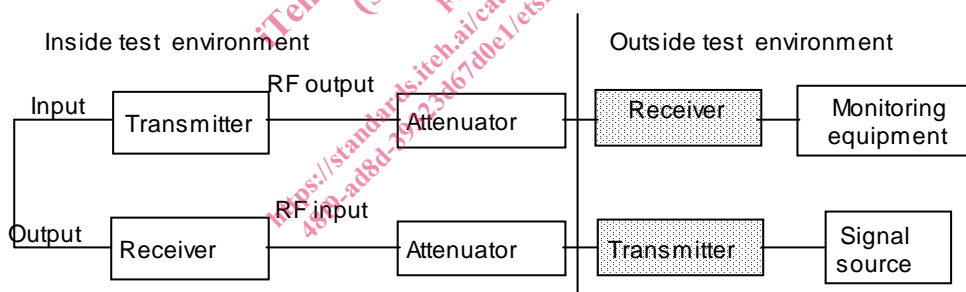 Inside test environment
Outside test environment
RF output
Input
Transmitter
Attenuator
Receiver
Monitoring
equipment
RF input
Output
Receiver
Attenuator
Transmitter
Signal
source